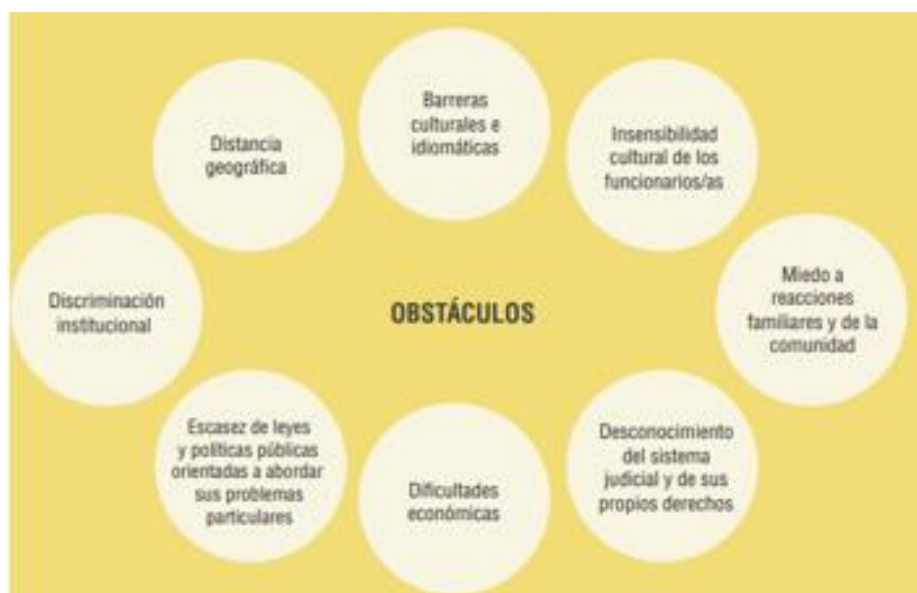 Barreras
culturales e
idiomáticas
Distancia
geográfica
Insensibilidad
cultural de los
funcionarios/as
Discriminación
institucional
OBSTÁCULOS
Miedo a
reacciones
familiares y de la
comunidad
Escasez de leyes
y políticas públicas
orientadas a abordar
sus problemas
particulares
Dificultades
económicas
Desconocimiento
del sistema
judicial y de sus
propios derechos